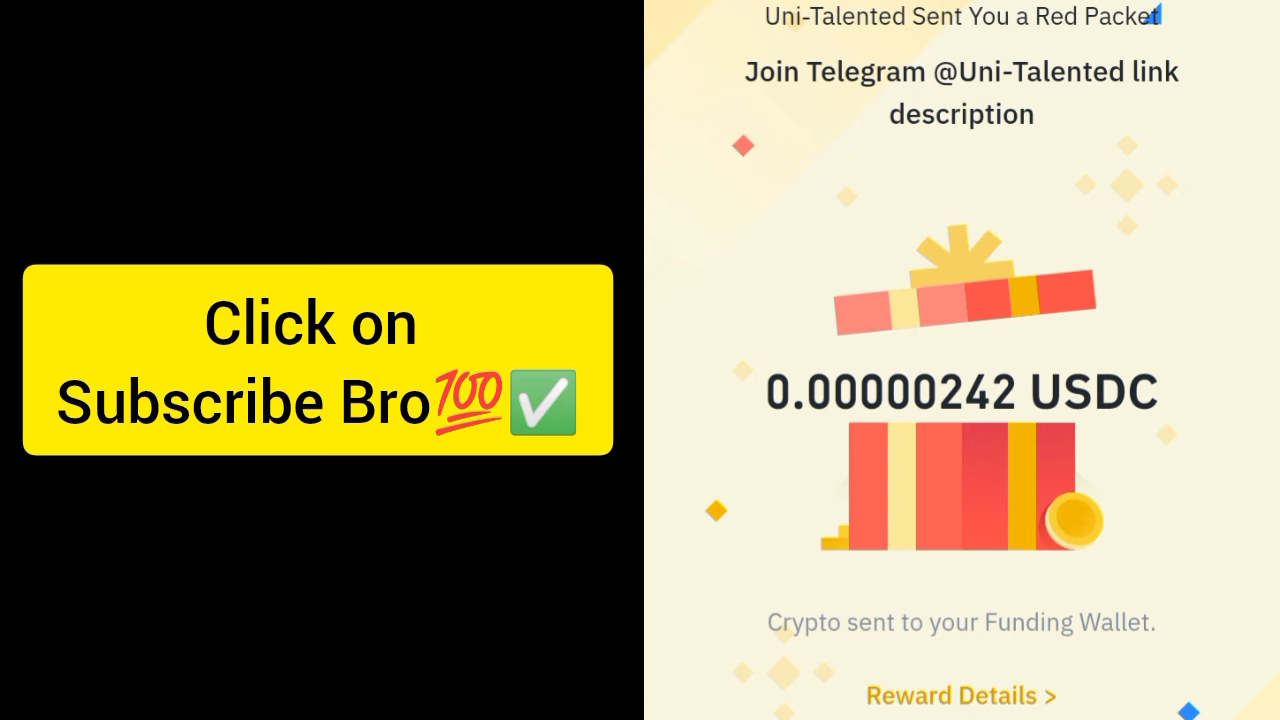 Click on
Subscribe Bro💯✅
Uni-Talented Sent You a Red Packet
Join Telegram @Uni-Talented link
description
0.00000242 USDC
Crypto sent to your Funding Wallet.
Reward Details >